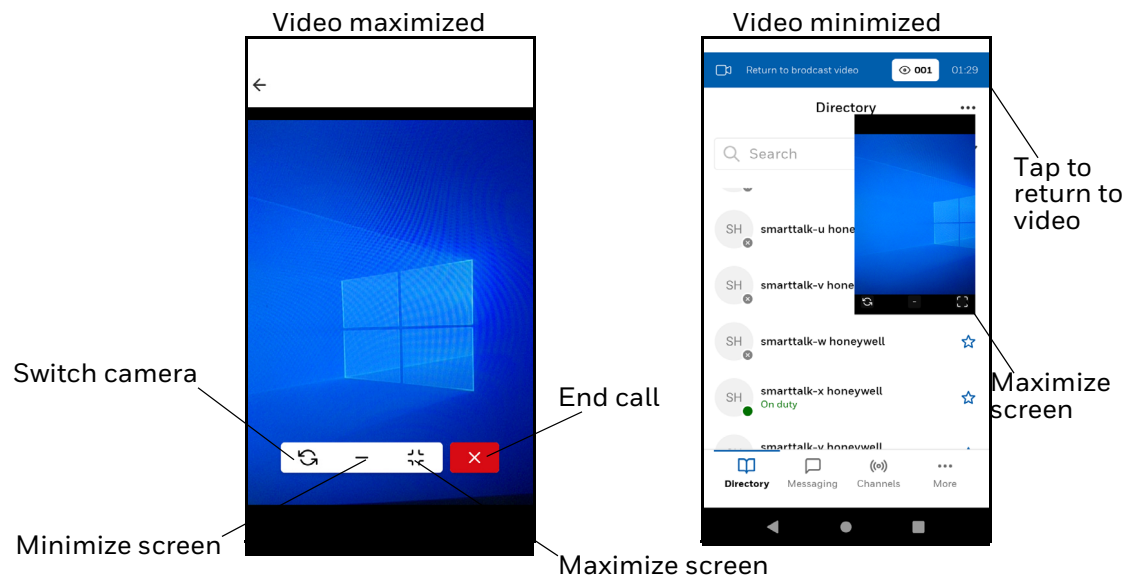 Video maximized
Video minimized
Return to brodcast video
001
01:29
Directory
Search
SH
smarttalk-u hone
SH
smarttalk-v hone
SH
smarttalk-w honeywell
SH
smarttalk-x honeywell
On duty
smarttalk-y honeywell
Directory
Messaging
Channels
More
Tap to
return to
video
Maximize
screen
Switch camera
End call
Minimize screen
Maximize screen